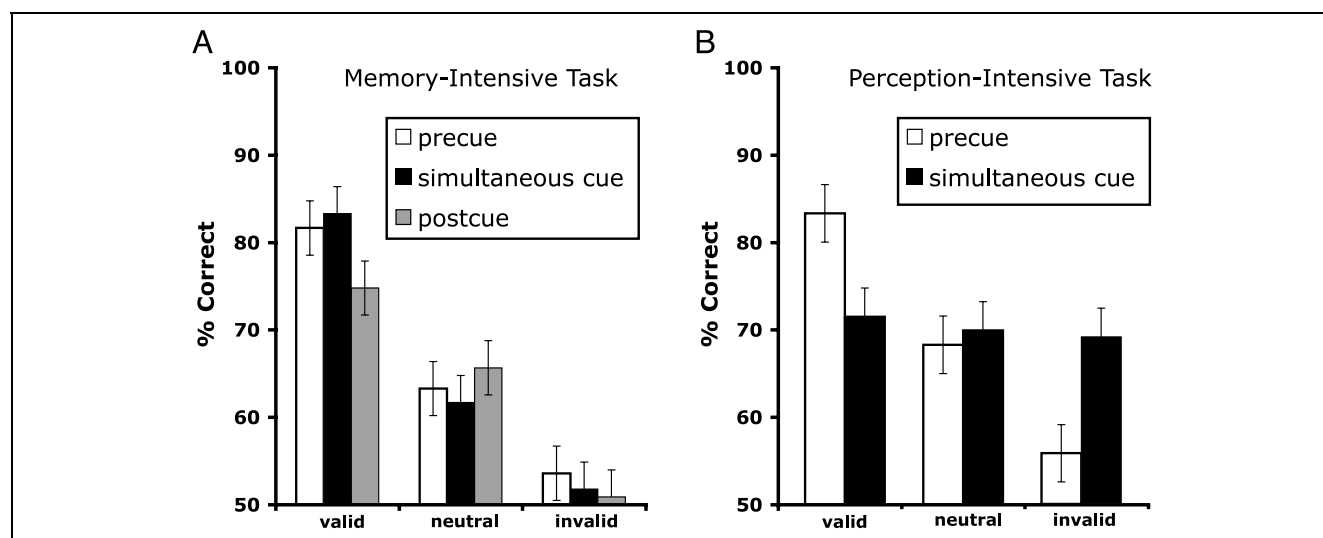 A
Memory-Intensive Task
% Correct
100
90
80
70
60
50
precue
simultaneous cue
postcue
valid neutral invalid
B
Perception-Intensive Task
% Correct
100
90
80
70
60
50
precue
simultaneous cue
valid neutral invalid